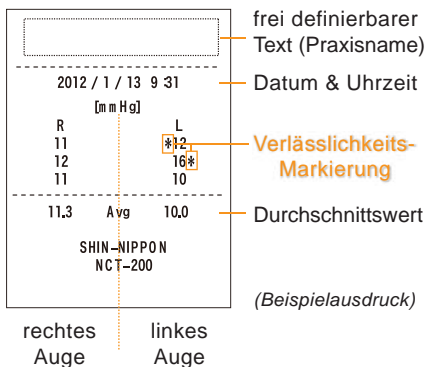 frei definierbarer
Text (Praxisname)
2012 / 1 / 13 9 31
Datum & Uhrzeit
[mmHg]
R L
11 *12
12 16*
11 10
Verlässlichkeits-
Markierung
11.3 Avg 10.0
Durchschnittswert
SHIN-NIPPON
NCT-200
(Beispielausdruck)
rechtes
Auge
linkes
Auge